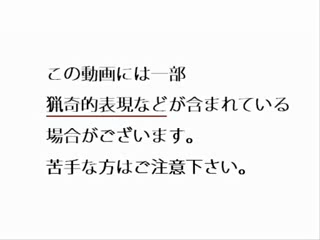 この動画には一部
猟奇的表現などが含まれている
場合がございます。
苦手な方はご注意下さい。